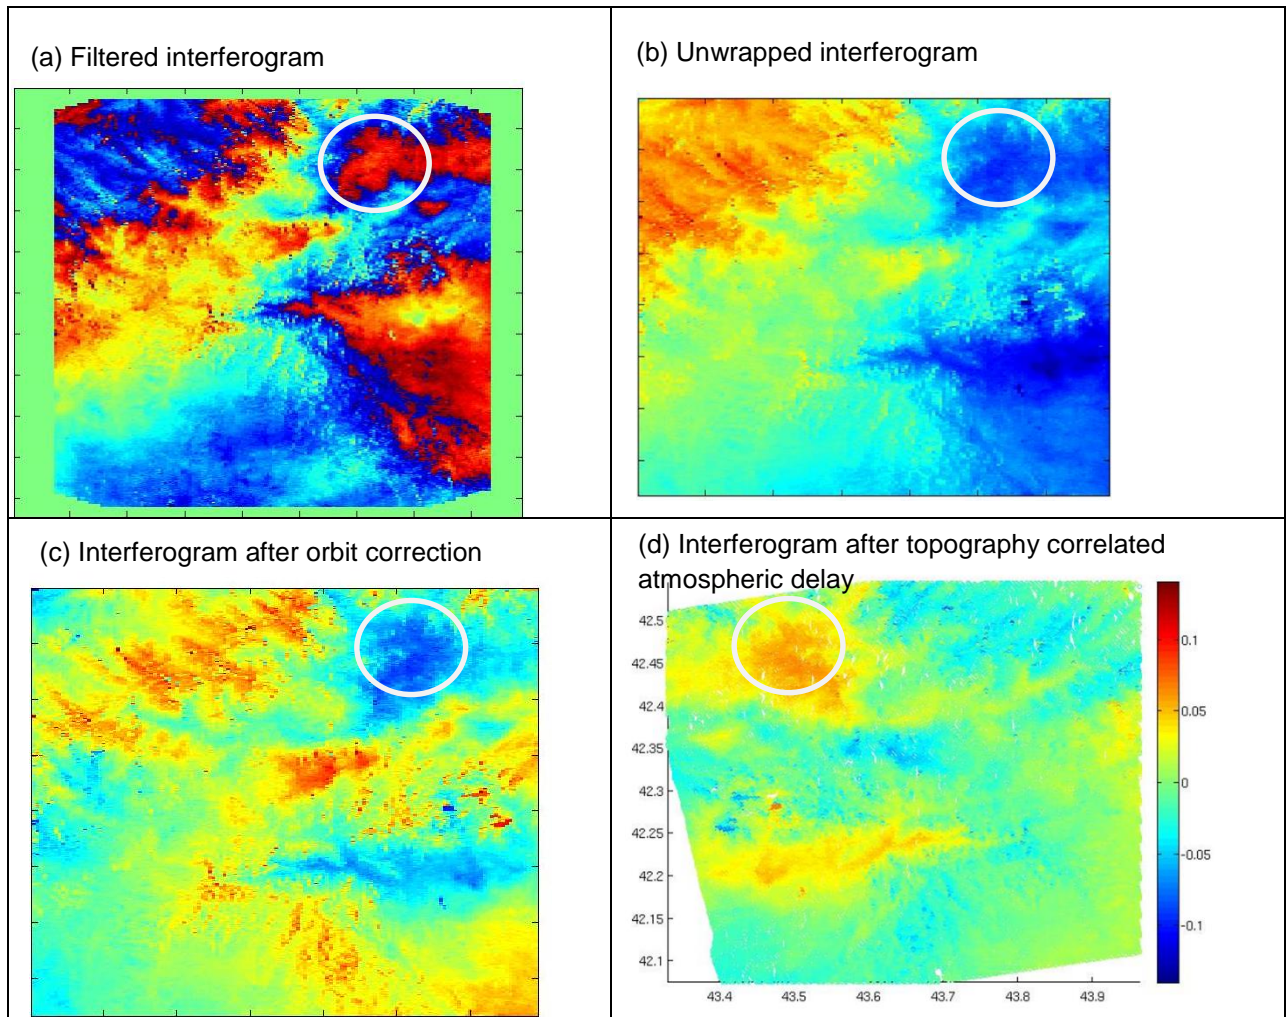 (a) Filtered interferogram
(b) Unwrapped interferogram
(c) Interferogram after orbit correction
(d) Interferogram after topography correlated
atmospheric delay
42.5
42.45
42.4
42.35
42.3
42.25
42.2
42.15
42.1
43.4 43.5 43.6 43.7 43.8 43.9
0.1
0.05
0
-0.05
-0.1